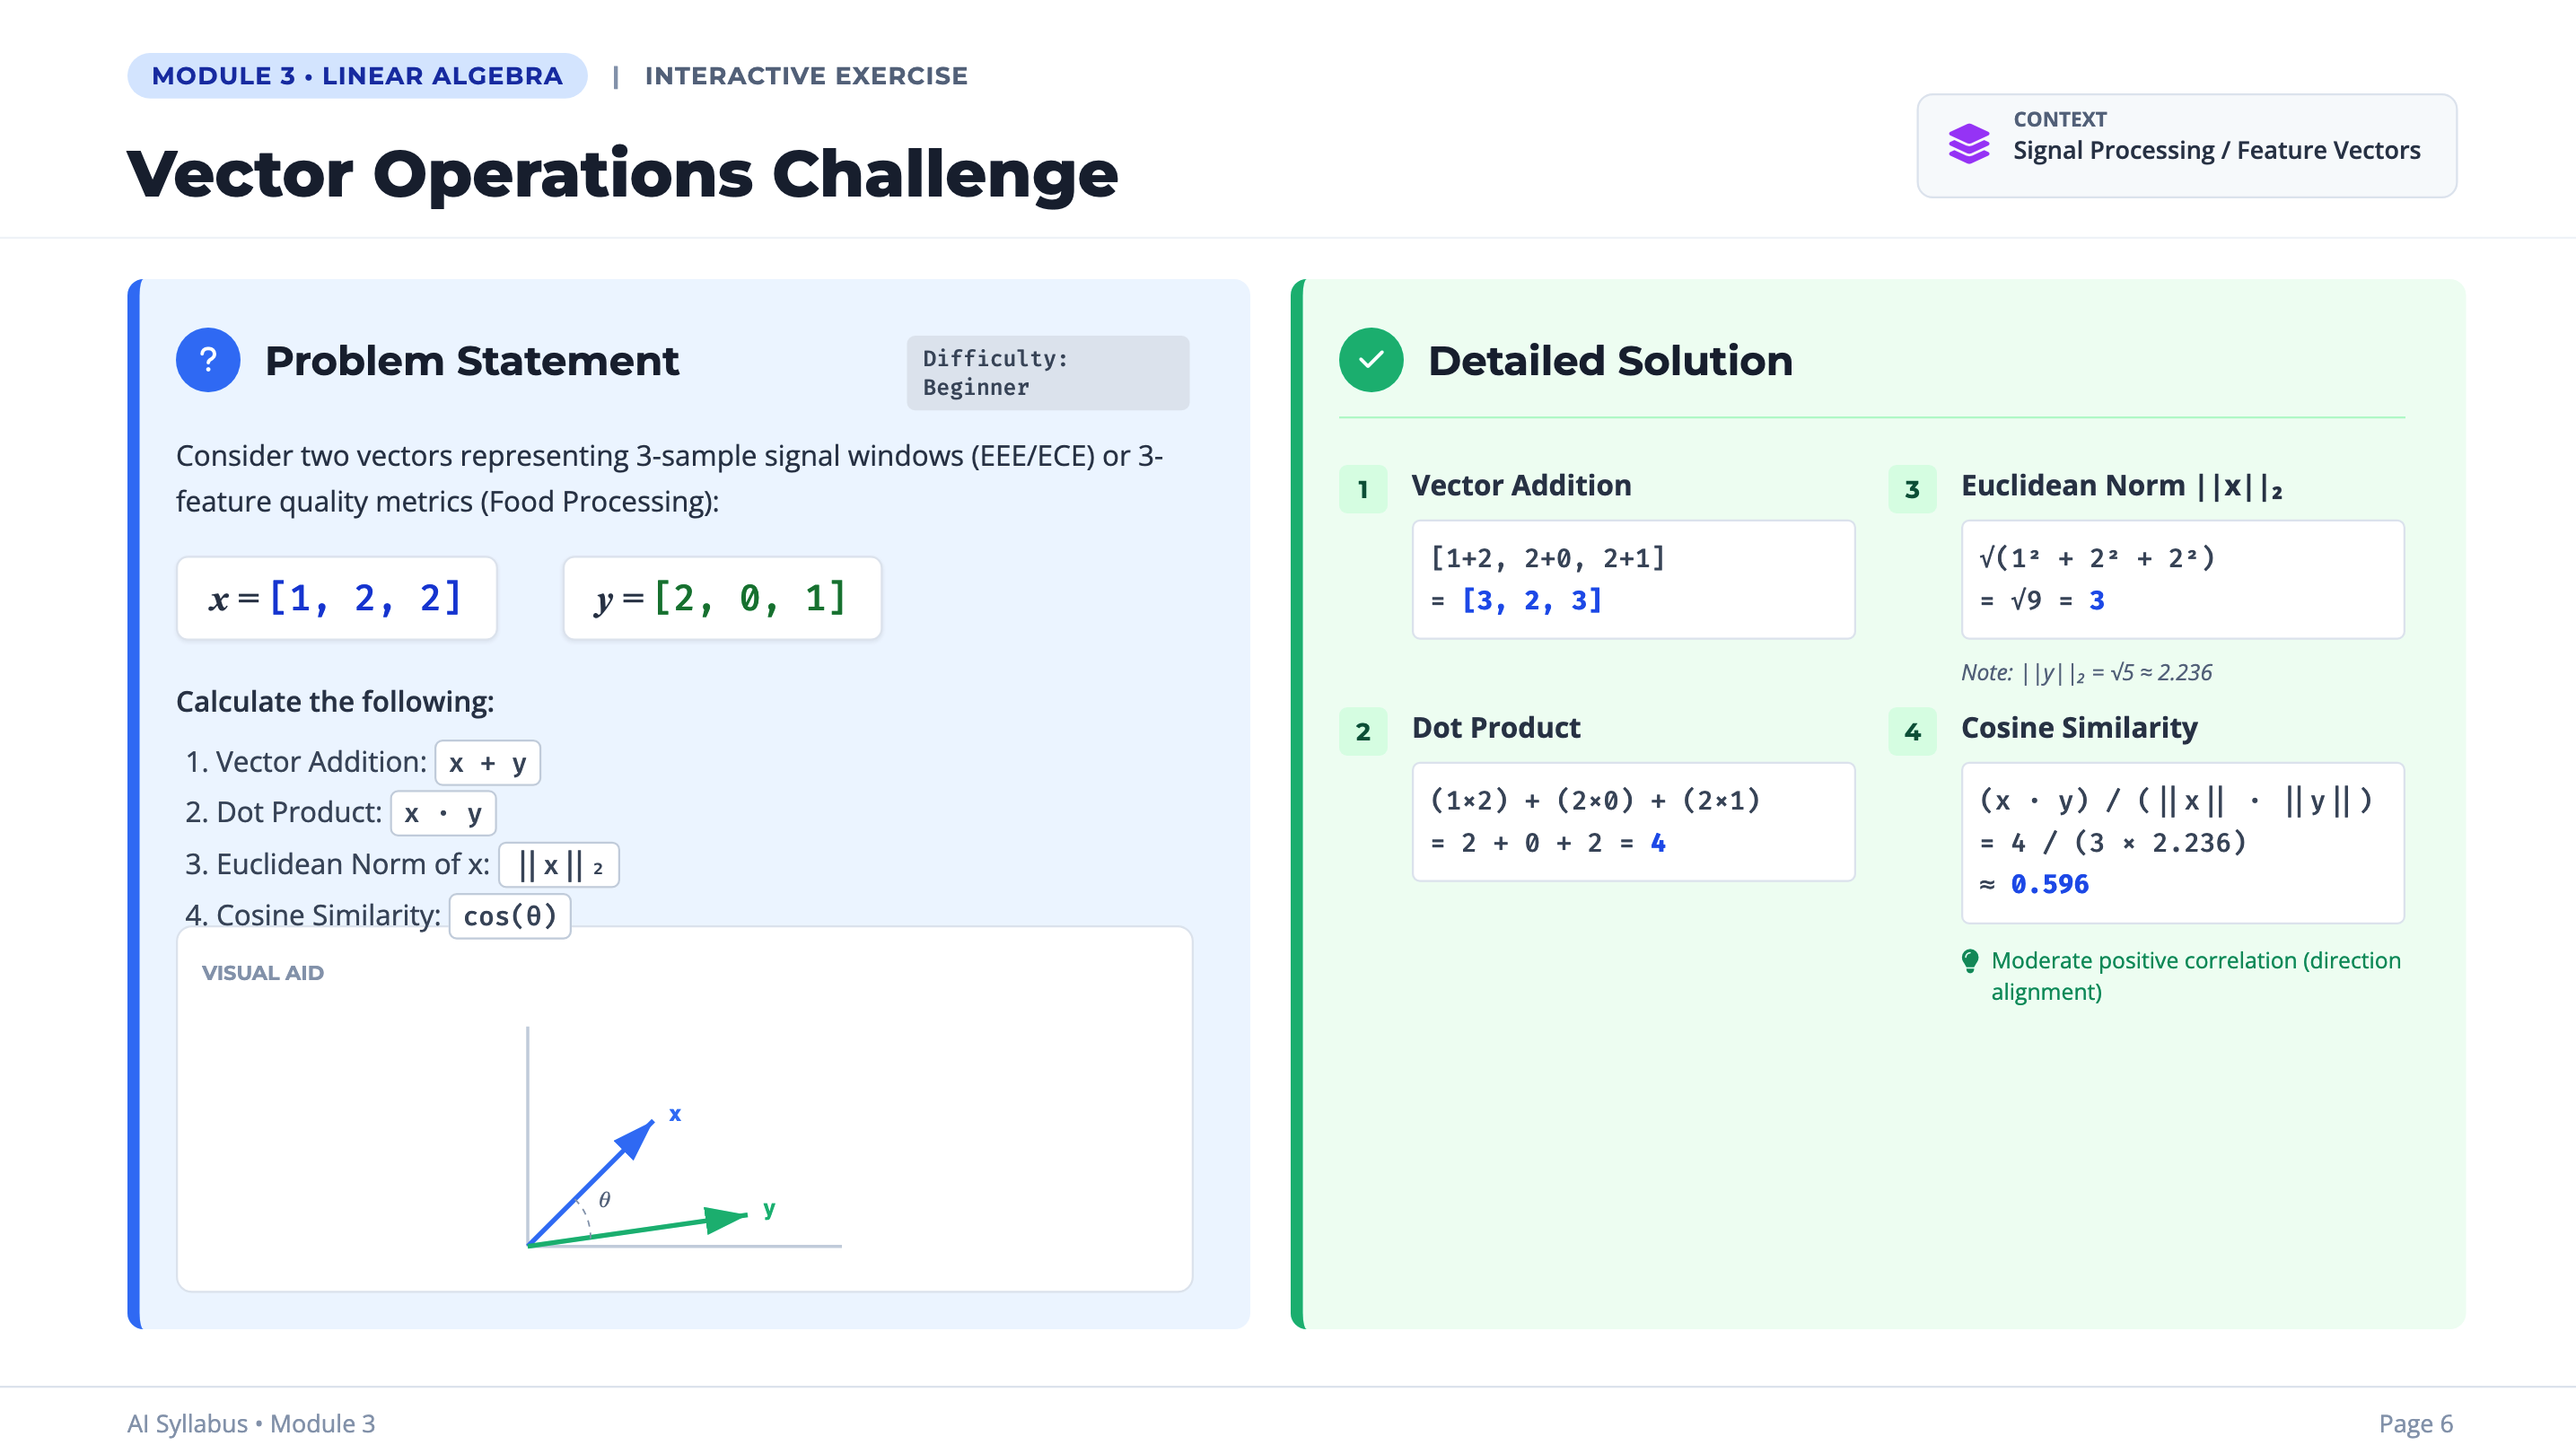 MODULE 3 • LINEAR ALGEBRA | INTERACTIVE EXERCISE
Vector Operations Challenge
CONTEXT
Signal Processing / Feature Vectors
? Problem Statement
Difficulty:
Beginner
Consider two vectors representing 3-sample signal windows (EEE/ECE) or 3-
feature quality metrics (Food Processing):
x = [1, 2, 2]
y = [2, 0, 1]
Calculate the following:
1. Vector Addition: x + y
2. Dot Product: x · y
3. Euclidean Norm of x: ||x||₂
4. Cosine Similarity: cos(θ)
VISUAL AID
x
θ
y
Detailed Solution
1 Vector Addition
[1+2, 2+0, 2+1]
= [3, 2, 3]
2 Dot Product
(1×2) + (2×0) + (2×1)
= 2 + 0 + 2 = 4
3 Euclidean Norm ||x||₂
√(1² + 2² + 2²)
= √9 = 3
Note: ||y||₂ = √5 ≈ 2.236
4 Cosine Similarity
(x · y) / (||x|| · ||y||)
= 4 / (3 × 2.236)
≈ 0.596
Moderate positive correlation (direction
alignment)
AI Syllabus • Module 3
Page 6